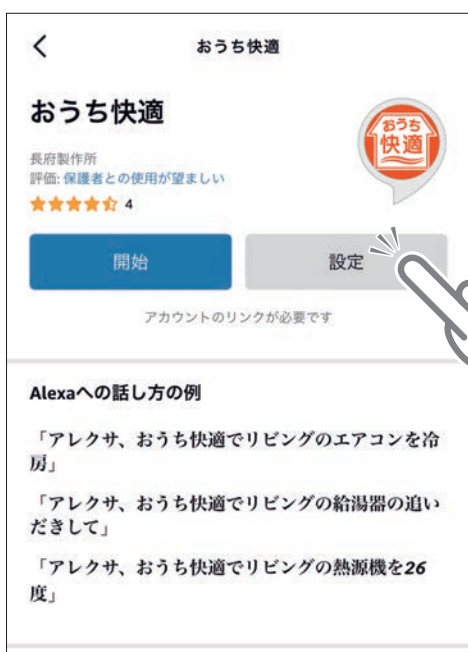 おうち快適
おうち快適
おうち
快適
長府製作所
評価: 保護者との使用が望ましい
4
開始
設定
アカウントのリンクが必要です
Alexaへの話し方の例
「アレクサ、おうち快適でリビングのエアコンを冷
房」
「アレクサ、おうち快適でリビングの給湯器の追い
だきして」
「アレクサ、おうち快適でリビングの熱源機を26
度」